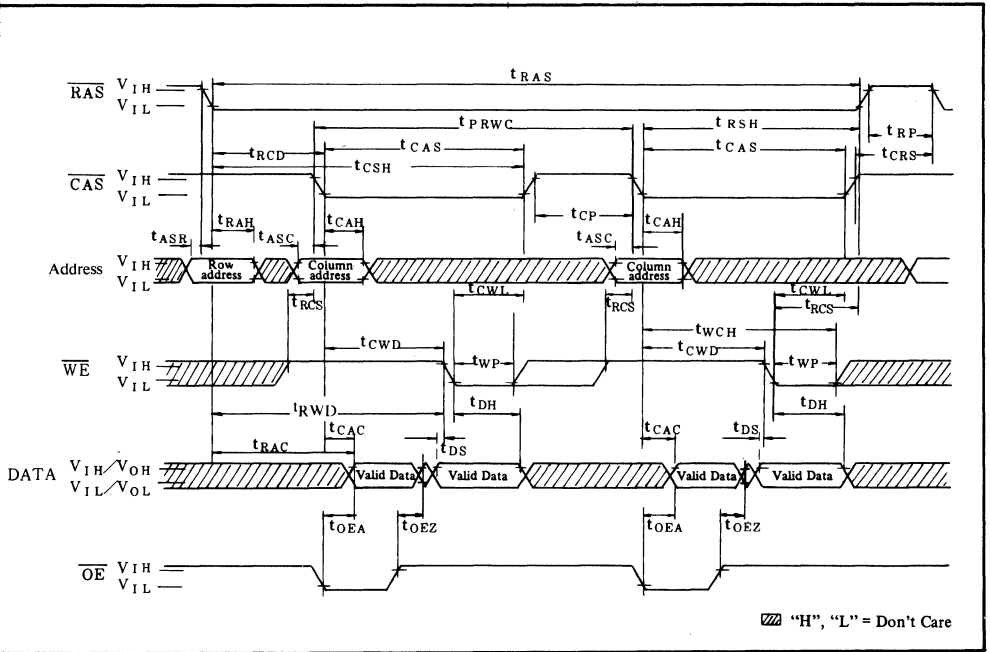 tRAS
RAS VIH
VIL
tPRWC tRSH
tRCD tCAS tCAS tRP
tCSH tCRS
CAS VIH
VIL
tRAH tCAH tCP tCAH
tASR tASC tASC
Address VIH Row address Column address Column address
VIL
tRCS tCWL tRCS tCWL
tRCS
tWCH
tCWD tCWD
WE VIH tWP tWP
VIL
tRWD tDH tDH
tCAC tDS tCAC tDS
tRAC
DATA VIH/VOH Valid Data Valid Data Valid Data Valid Data
VIL/VOL
tOEA tOEZ tOEA tOEZ
OE VIH
VIL
"H", "L" = Don't Care